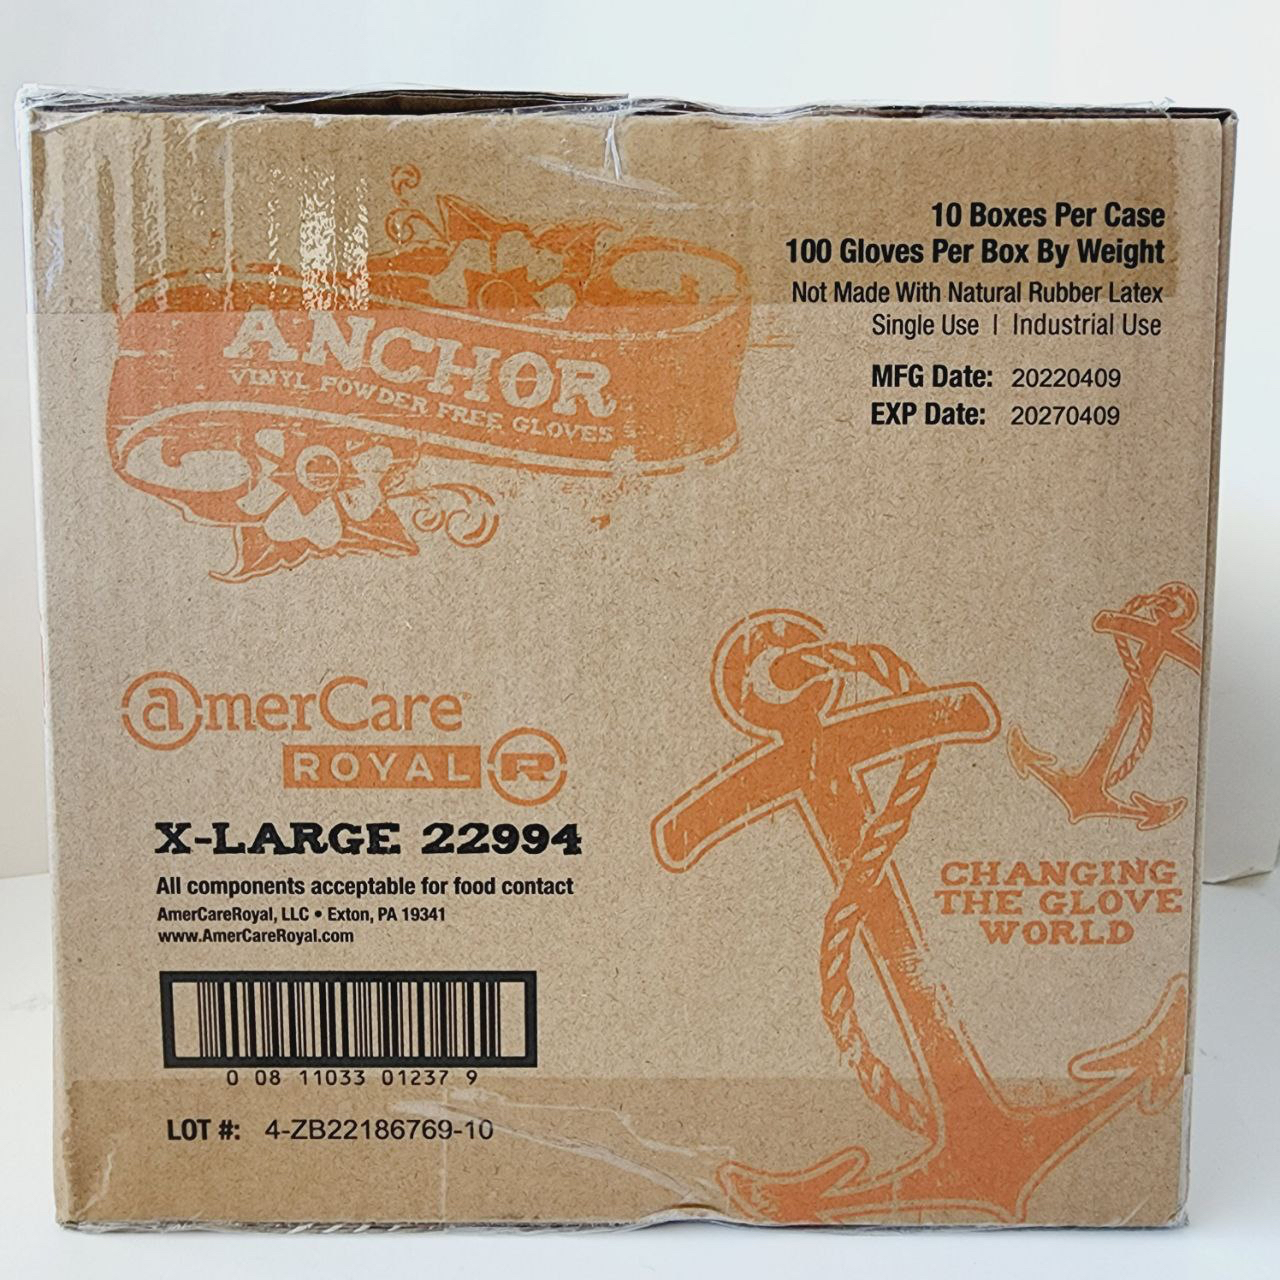 10 Boxes Per Case
100 Gloves Per Box By Weight
Not Made With Natural Rubber Latex
Single Use | Industrial Use
MFG Date: 20220409
EXP Date: 20270409
ANCHOR
VINYL POWDER FREE GLOVES
amerCare
ROYAL R
X-LARGE 22994
All components acceptable for food contact
AmerCareRoyal, LLC • Exton, PA 19341
www.AmerCareRoyal.com
0 08 11033 01237 9
LOT #: 4-ZB22186769-10
CHANGING
THE GLOVE
WORLD